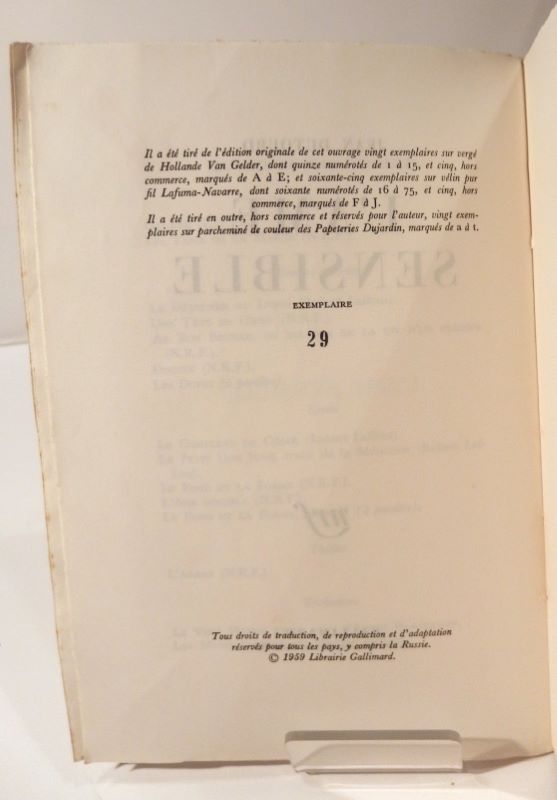 Il a été tiré de l'édition originale de cet ouvrage vingt exemplaires sur vergé
de Hollande Van Gelder, dont quinze numérotés de 1 à 15, et cinq, hors
commerce, marqués de A à E; et soixante-cinq exemplaires sur vélin pur
fil Lafuma-Navarre, dont soixante numérotés de 16 à 75, et cinq, hors
commerce, marqués de F à J.
Il a été tiré en outre, hors commerce et réservés pour l'auteur, vingt exem-
plaires sur parcheminé de couleur des Papeteries Dujardin, marqués de a à t.
SENSIBLE
EXEMPLAIRE
29
nrf
Tous droits de traduction, de reproduction et d'adaptation
réservés pour tous les pays, y compris la Russie.
© 1959 Librairie Gallimard.